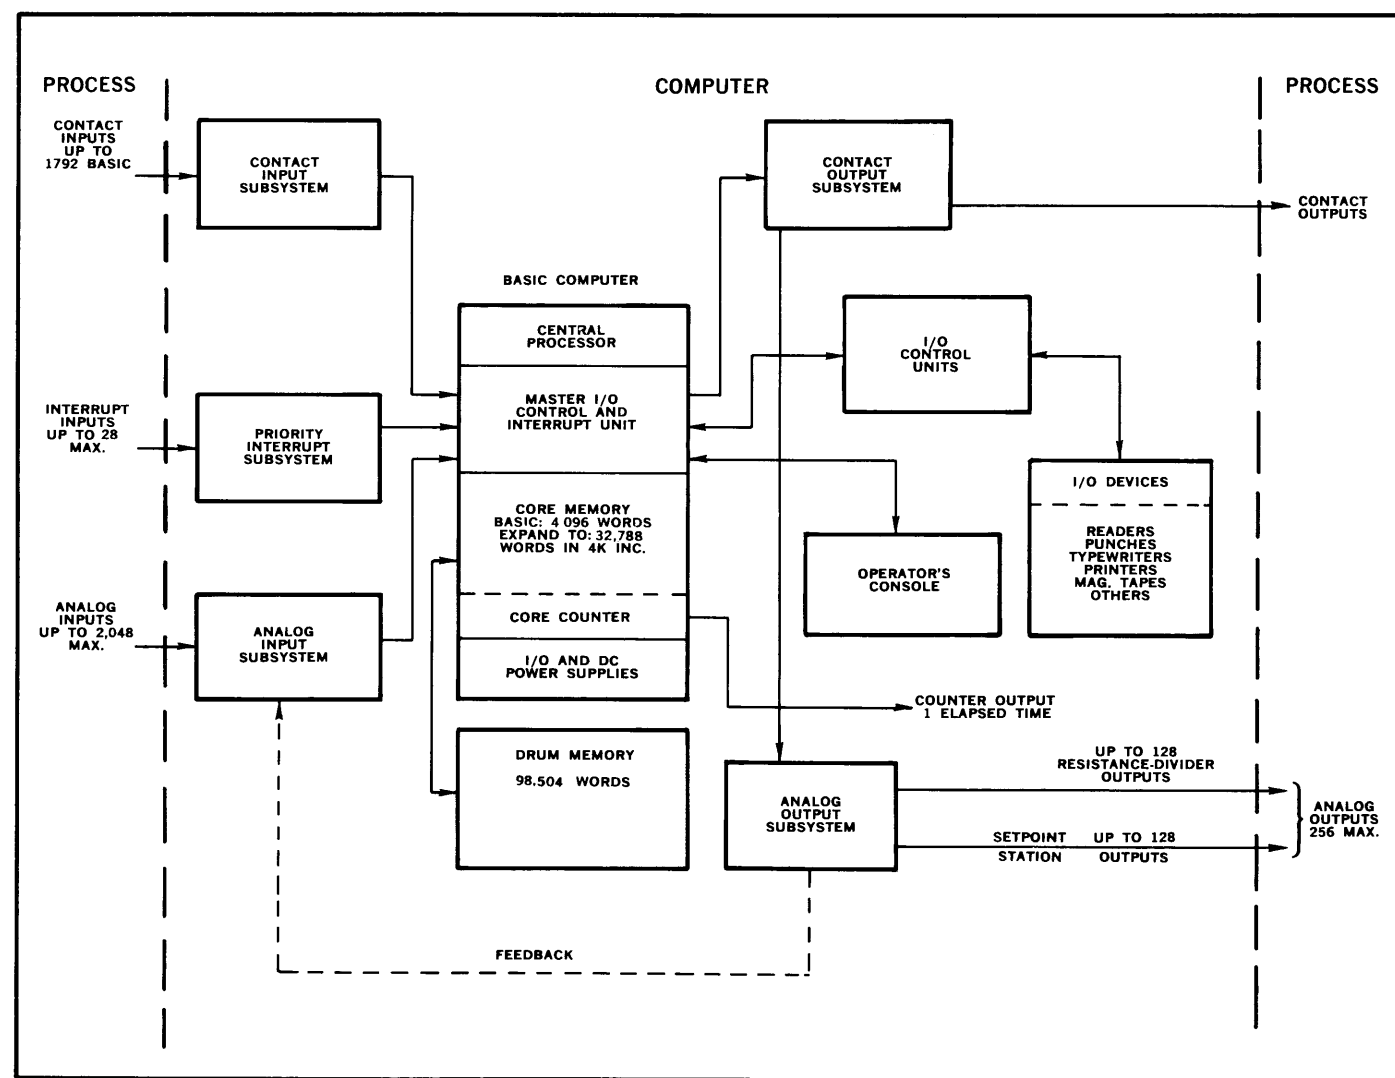 PROCESS
COMPUTER
PROCESS
CONTACT
INPUTS
UP TO
1792 BASIC
CONTACT
INPUT
SUBSYSTEM
CONTACT
OUTPUT
SUBSYSTEM
CONTACT
OUTPUTS
BASIC COMPUTER
CENTRAL
PROCESSOR
MASTER I/O
CONTROL AND
INTERRUPT UNIT
CORE MEMORY
BASIC: 4 096 WORDS
EXPAND TO: 32,788
WORDS IN 4K INC.
CORE COUNTER
I/O AND DC
POWER SUPPLIES
I/O
CONTROL
UNITS
INTERRUPT
INPUTS
UP TO 28
MAX.
PRIORITY
INTERRUPT
SUBSYSTEM
I/O DEVICES
READERS
PUNCHES
TYPEWRITERS
PRINTERS
MAG. TAPES
OTHERS
OPERATOR'S
CONSOLE
ANALOG
INPUTS
UP TO 2,048
MAX.
ANALOG
INPUT
SUBSYSTEM
COUNTER OUTPUT
1 ELAPSED TIME
DRUM MEMORY
98.504 WORDS
ANALOG
OUTPUT
SUBSYSTEM
UP TO 128
RESISTANCE-DIVIDER
OUTPUTS
SETPOINT UP TO 128
STATION OUTPUTS
ANALOG
OUTPUTS
256 MAX.
FEEDBACK